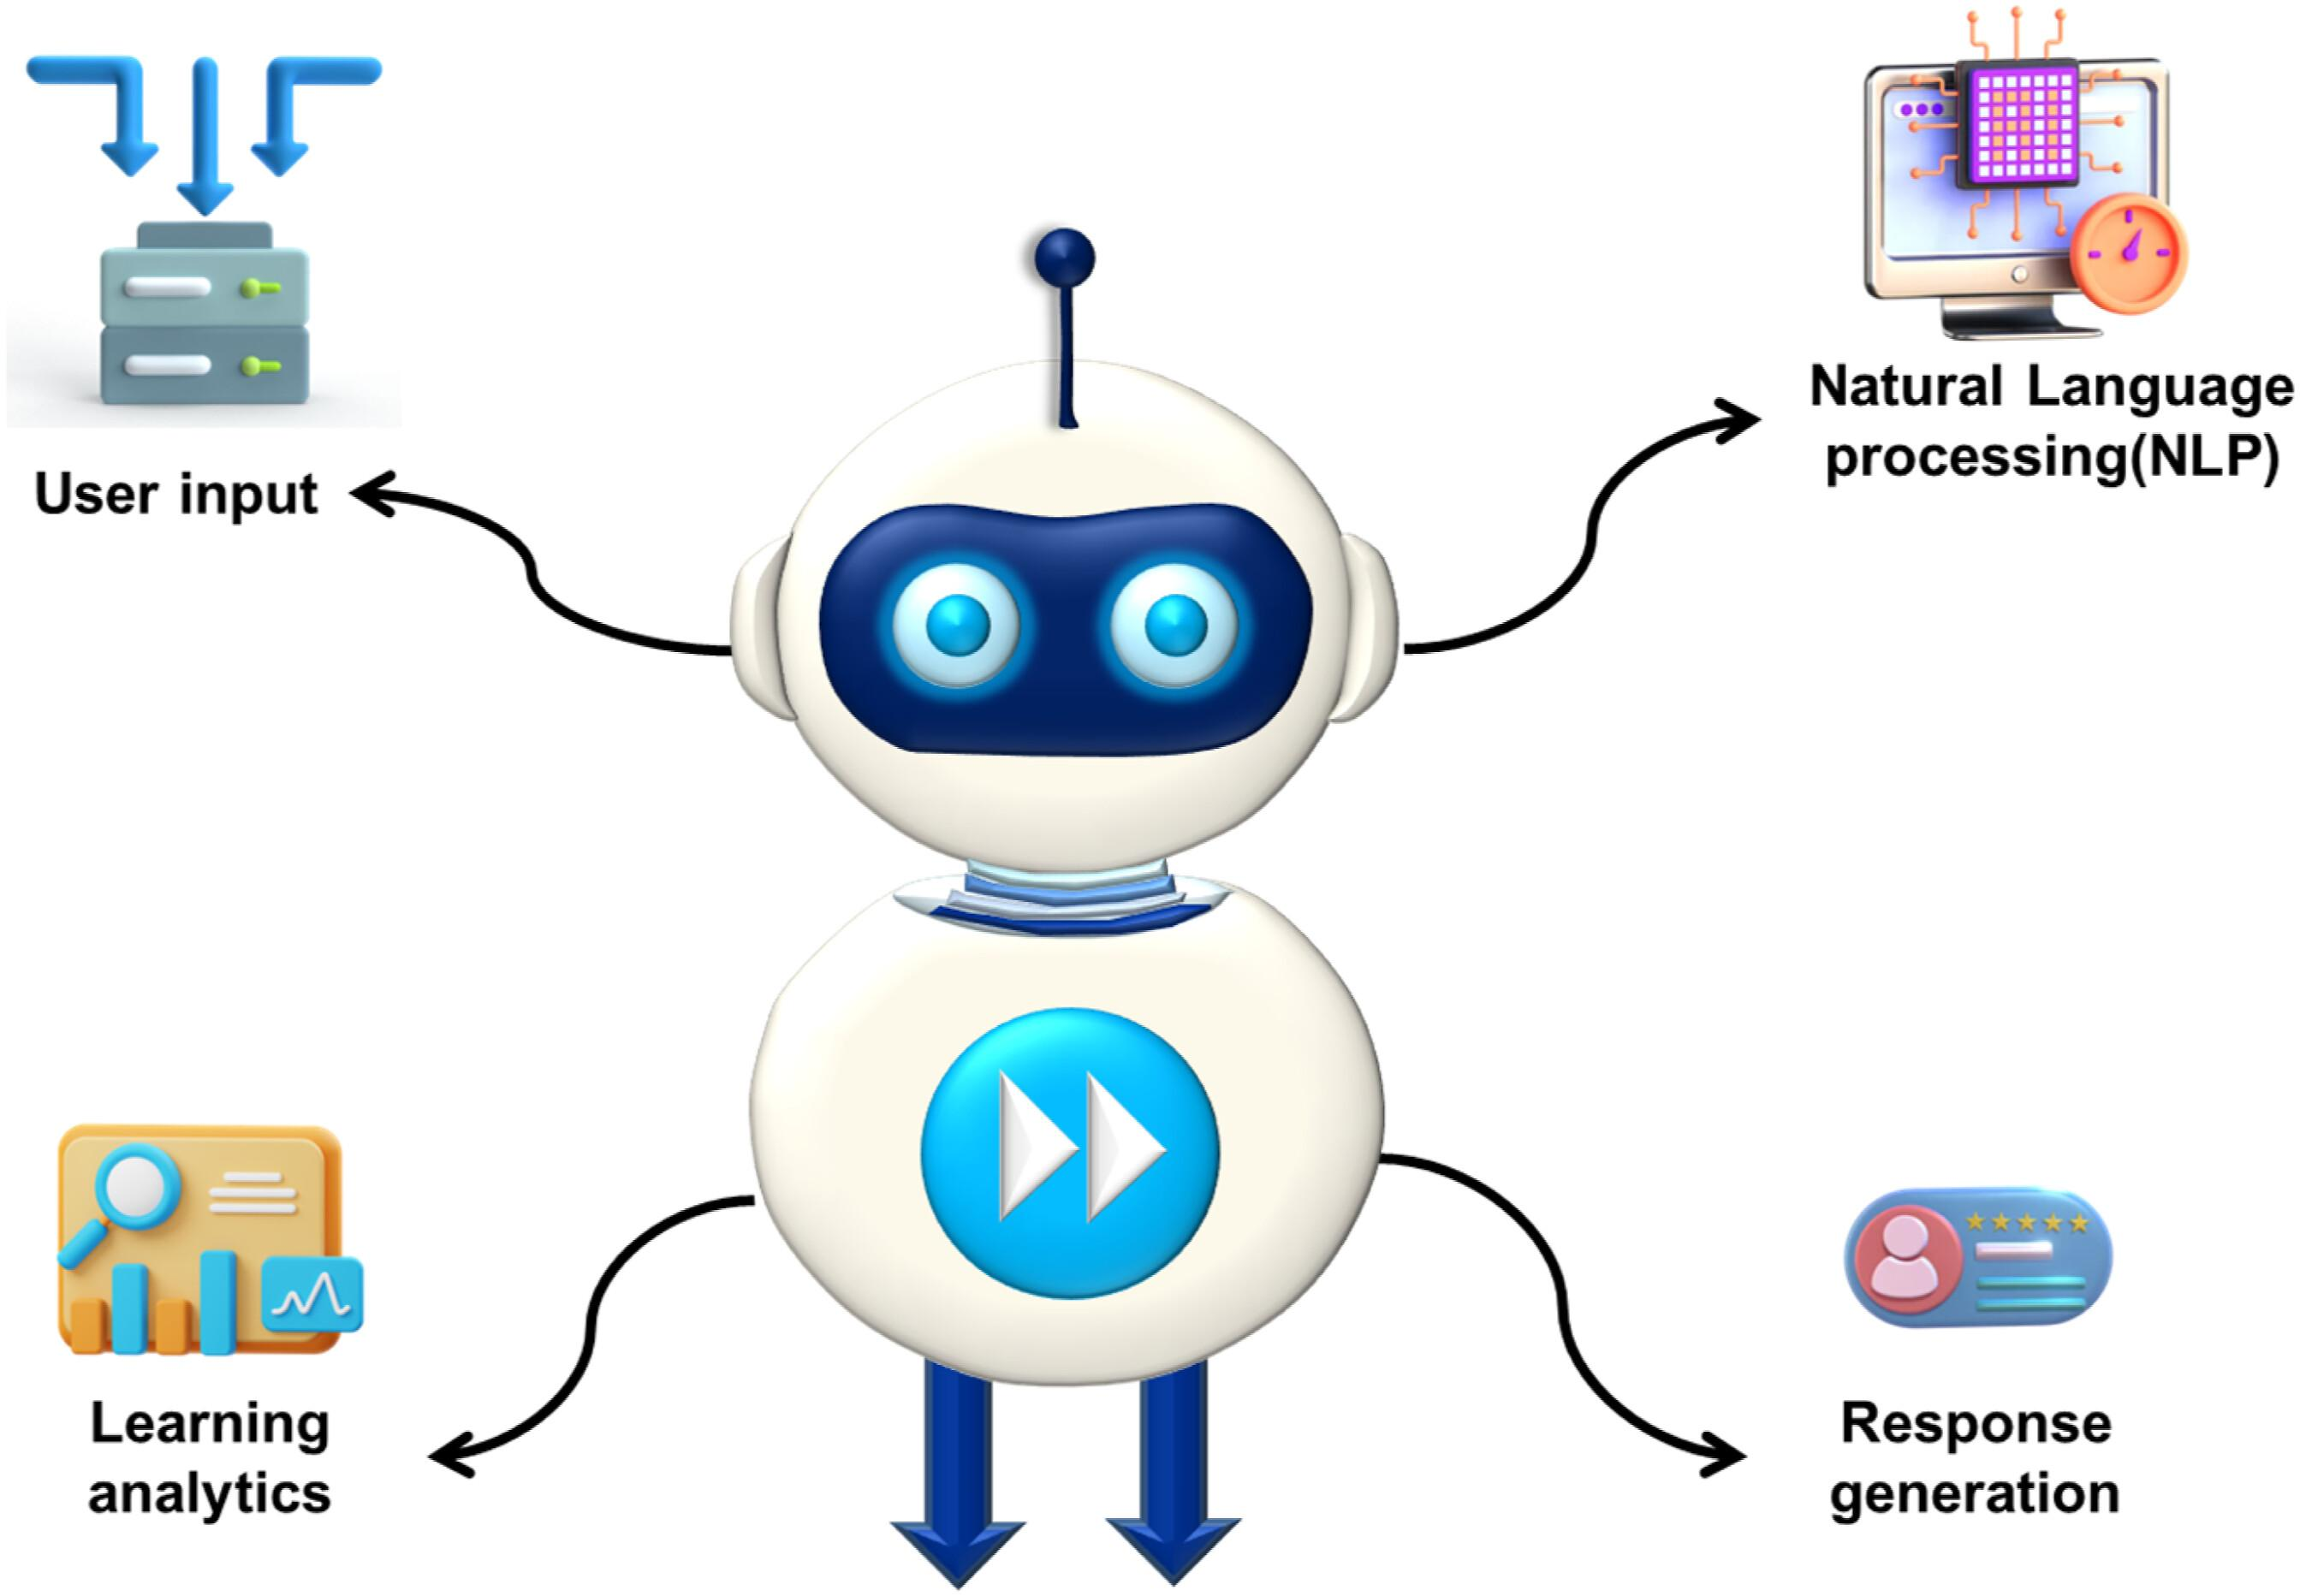 User input
Natural Language
processing(NLP)
Learning
analytics
Response
generation